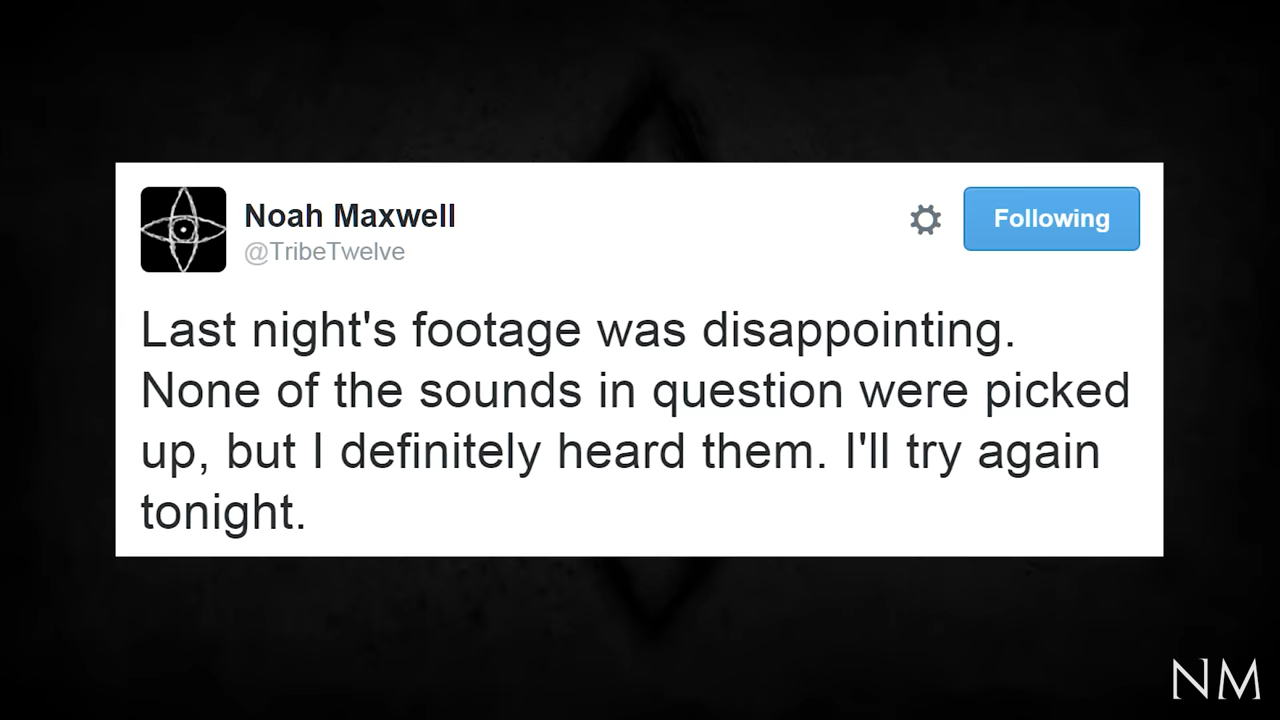 Noah Maxwell
@TribeTwelve
Following
Last night's footage was disappointing.
None of the sounds in question were picked
up, but I definitely heard them. I'll try again
tonight.
NM